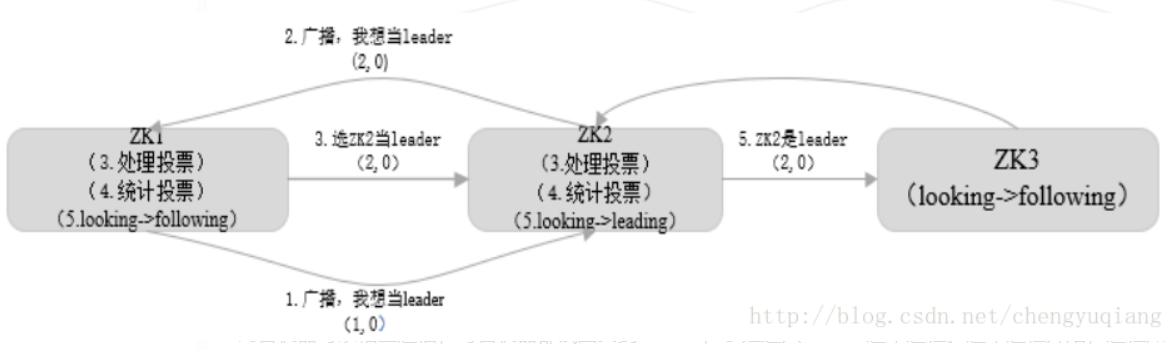 2.广播，我想当leader
(2,0)
ZK1
（3.处理投票）
（4.统计投票）
（5.looking->following）
3.选ZK2当leader
（2,0）
ZK2
（3.处理投票）
（4.统计投票）
（5.looking->leading）
5.ZK2是leader
（2,0）
ZK3
（looking->following）
1.广播，我想当leader
（1,0）
http://blog.csdn.net/chengyuqiang